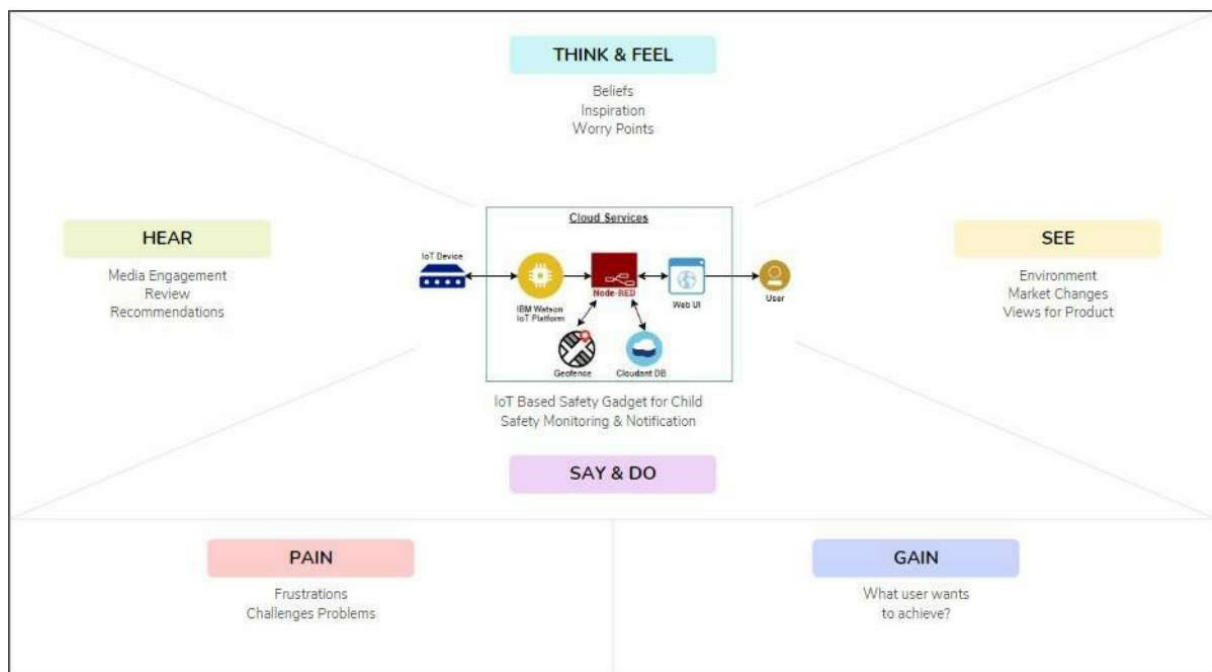 THINK & FEEL
Beliefs
Inspiration
Worry Points
HEAR
Media Engagement
Review
Recommendations
Cloud Services
IoT Device
IBM Watson
IoT Platform
Node-RED
Web UI
User
Geofence
Cloudant DB
IoT Based Safety Gadget for Child
Safety Monitoring & Notification
SEE
Environment
Market Changes
Views for Product
SAY & DO
PAIN
Frustrations
Challenges Problems
GAIN
What user wants
to achieve?